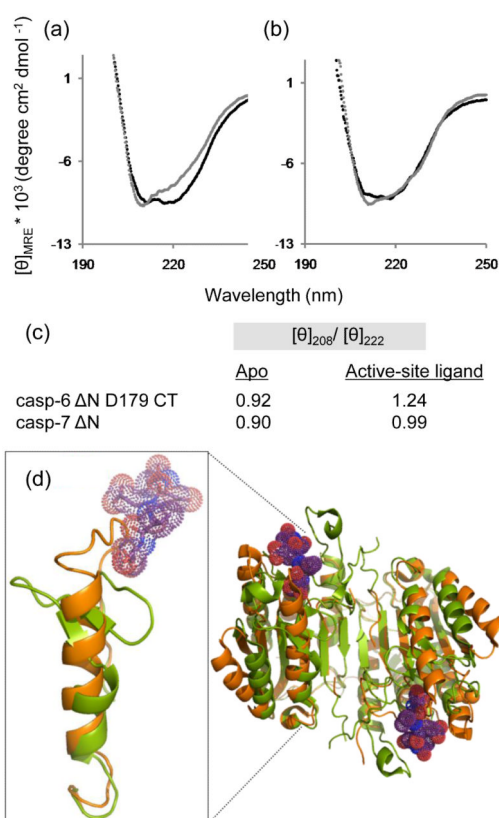 (a) (b)
[θ]MRE * 10³ (degree cm² dmol ⁻¹)
1 1
-6 -6
-13 -13
190 220 250 190 220 250
Wavelength (nm)
(c) [θ]₂₀₈/ [θ]₂₂₂
Apo Active-site ligand
casp-6 ΔN D179 CT 0.92 1.24
casp-7 ΔN 0.90 0.99
(d)